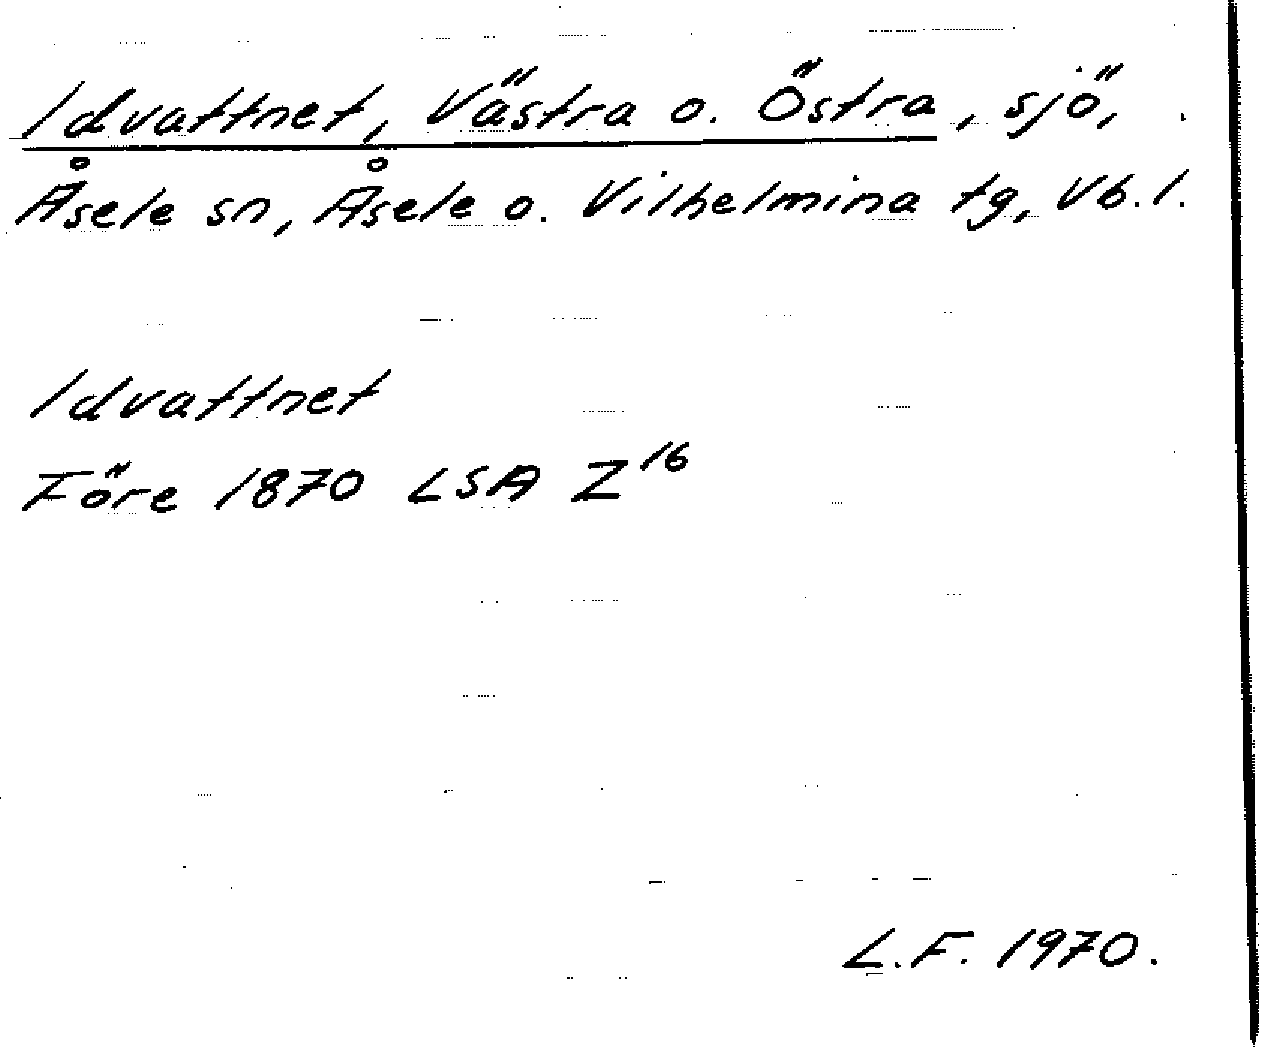 Idvattnet, Västra o. Östra, sjö,
Åsele sn, Åsele o. Vilhelmina tg, Vb.l.
Idvattnet
Före 1870 LSA Z16
L.F. 1970.